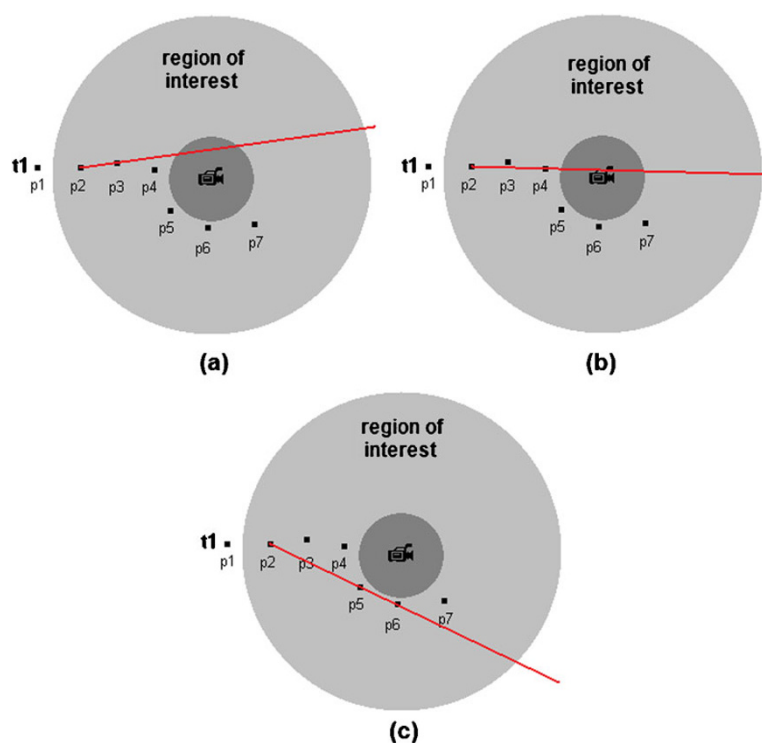 region of
interest
t1
p1
p2
p3
p4
p5
p6
p7
(a)
region of
interest
t1
p1
p2
p3
p4
p5
p6
p7
(b)
region of
interest
t1
p1
p2
p3
p4
p5
p6
p7
(c)